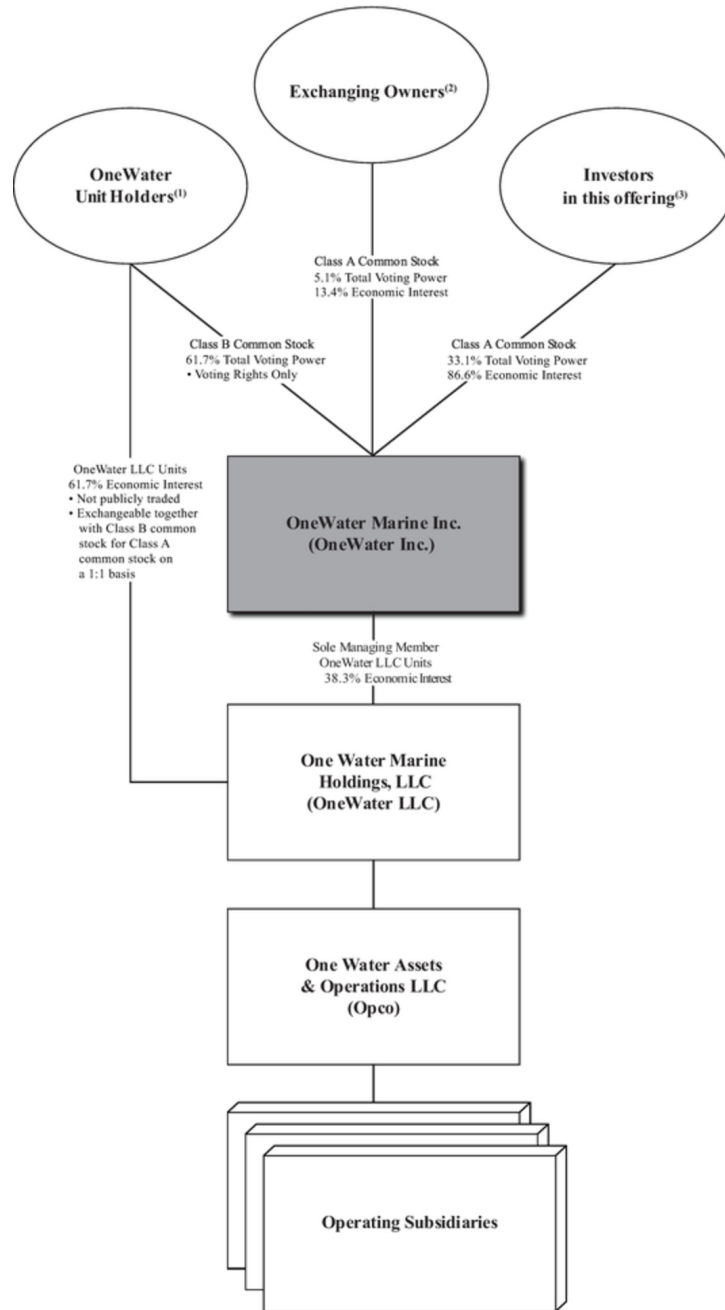 Exchanging Owners(2)
OneWater
Unit Holders(1)
Investors
in this offering(3)
Class A Common Stock
5.1% Total Voting Power
13.4% Economic Interest
Class B Common Stock
61.7% Total Voting Power
• Voting Rights Only
Class A Common Stock
33.1% Total Voting Power
86.6% Economic Interest
OneWater LLC Units
61.7% Economic Interest
• Not publicly traded
• Exchangeable together
with Class B common
stock for Class A
common stock on
a 1:1 basis
OneWater Marine Inc.
(OneWater Inc.)
Sole Managing Member
OneWater LLC Units
38.3% Economic Interest
One Water Marine
Holdings, LLC
(OneWater LLC)
One Water Assets
& Operations LLC
(Opco)
Operating Subsidiaries